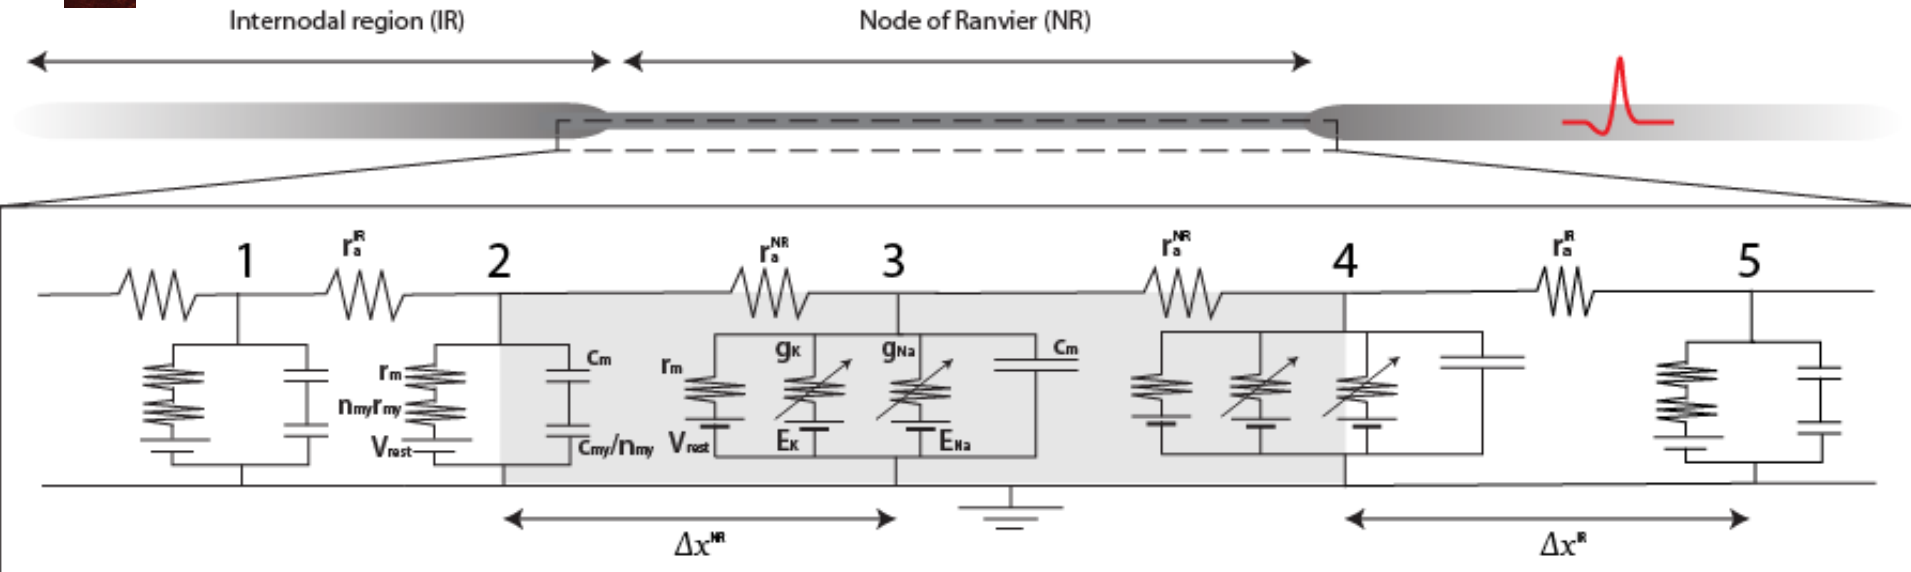 Internodal region (IR)
Node of Ranvier (NR)
1
r_a^IR
2
r_a^NR
3
r_a^NR
4
r_a^IR
5
r_m
n_my r_my
V_rest
c_m
c_my/n_my
r_m
V_rest
g_K
E_K
g_Na
E_Na
c_m
Δx^NR
Δx^IR